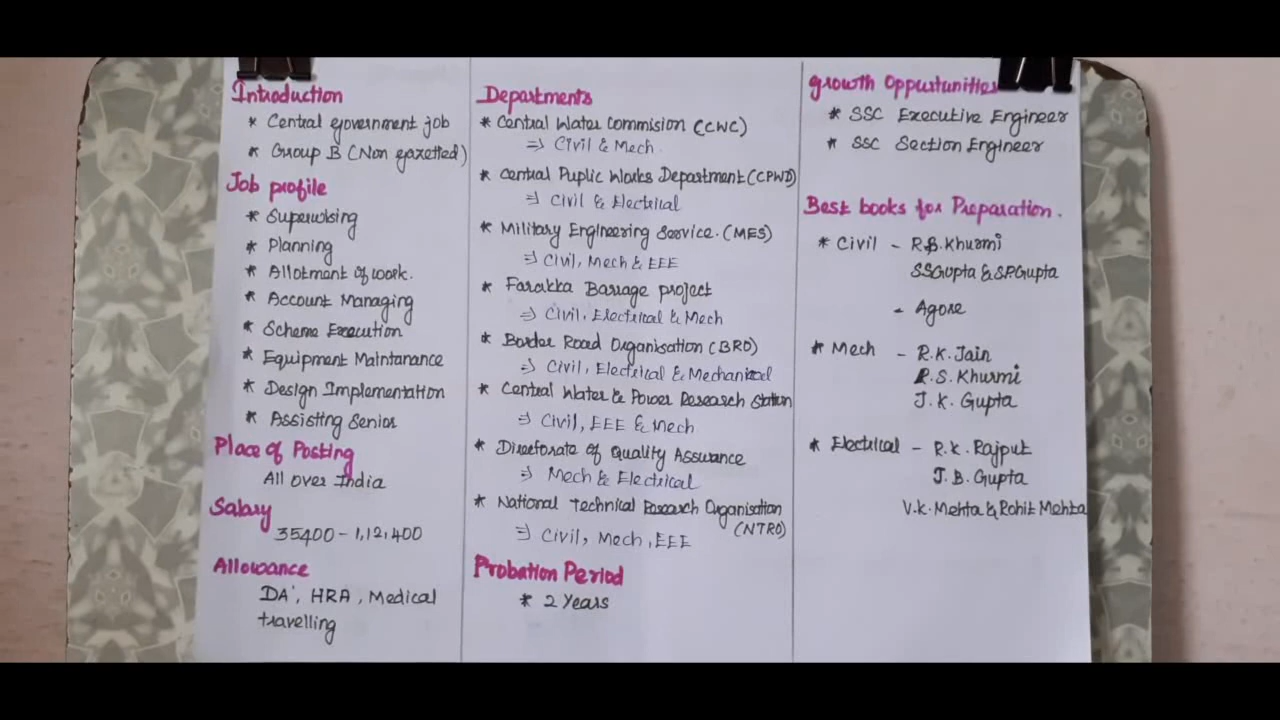 Introduction
* Central government job
* Group B (Non gazetted)
Job profile
* Supervising
* Planning
* Allotment of work.
* Account Managing
* Scheme Execution
* Equipment Maintanance
* Design Implementation
* Assisting Senior
Place of Posting
All over India
Salary
35400 - 1,12,400
Allowance
DA', HRA, Medical
travelling
Departments
* Central Water Commision (CWC)
⇒ Civil & Mech
* Central Puplic Works Department (CPWD)
⇒ Civil & Electrical
* Military Engineering Service. (MES)
⇒ Civil, Mech & EEE
* Farakka Barrage project
⇒ Civil, Electrical & Mech
* Border Road Organisation (BRO)
⇒ Civil, Electrical & Mechanical
* Central Water & Power Research Station
⇒ Civil, EEE & Mech
* Directorate of Quality Assurance
⇒ Mech & Electrical
* National Technical Research Organisation
(NTRO)
⇒ Civil, Mech, EEE
Probation Period
* 2 Years
Growth Oppurtunities
* SSC Executive Engineer
* SSC Section Engineer
Best books for Preparation.
* Civil - R.S. Khurmi
SSGupta & S.P.Gupta
- Agore
* Mech - R.K. Jain
R.S. Khurmi
J.K. Gupta
* Electrical - R.K. Rajput
J.B. Gupta
V.K. Mehta & Rohit Mehta